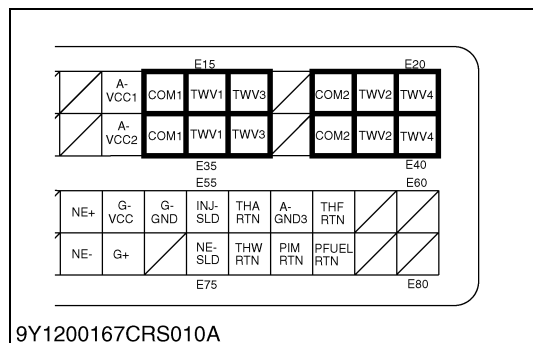 E15 E20
A- VCC1 COM1 TWV1 TWV3 COM2 TWV2 TWV4
A- VCC2 COM1 TWV1 TWV3 COM2 TWV2 TWV4
E35 E40
E55 E60
NE+ G- VCC G- GND INJ- SLD THA RTN A- GND3 THF RTN
NE- G+ NE- SLD THW RTN PIM RTN PFUEL RTN
E75 E80
9Y1200167CRS010A